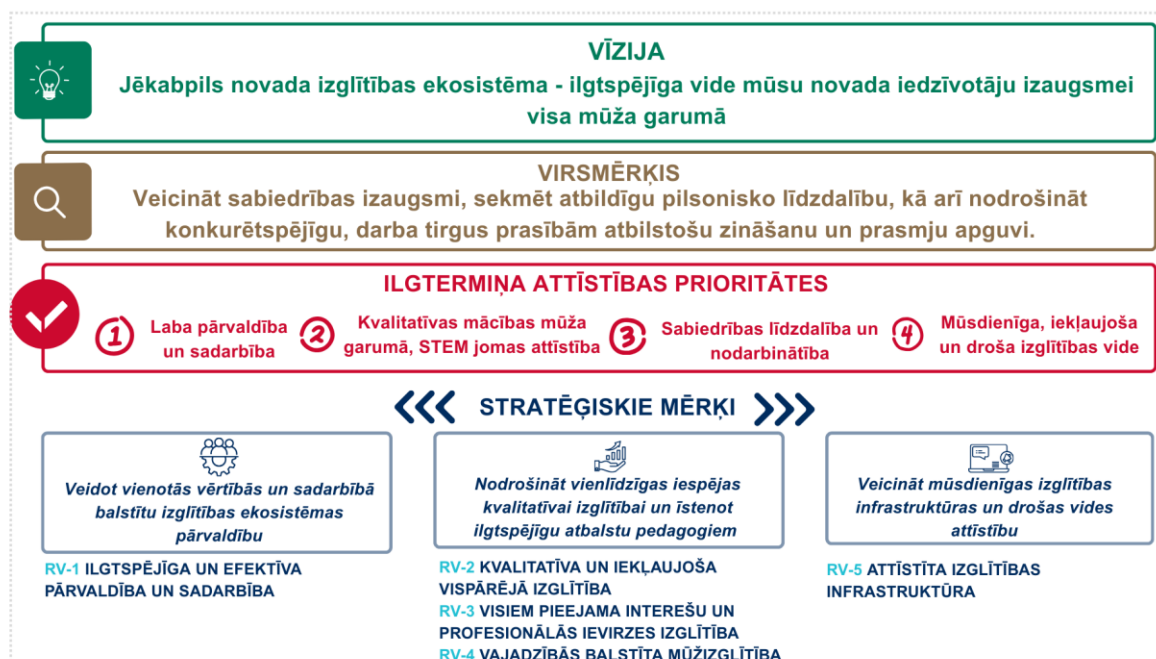 VĪZIJA
Jēkabpils novada izglītības ekosistēma - ilgtspējīga vide mūsu novada iedzīvotāju izaugsmei
visa mūža garumā
VIRSMĒRĶIS
Veicināt sabiedrības izaugsmi, sekmēt atbildīgu pilsonisko līdzdalību, kā arī nodrošināt
konkurētspējīgu, darba tirgus prasībām atbilstošu zināšanu un prasmju apguvi.
ILGTERMIŅA ATTĪSTĪBAS PRIORITĀTES
1
Laba pārvaldība
un sadarbība
2
Kvalitatīvas mācības mūža
garumā, STEM jomas attīstība
3
Sabiedrības līdzdalība un
nodarbinātība
4
Mūsdienīga, iekļaujoša
un droša izglītības vide
STRATĒĢISKIE MĒRĶI
Veidot vienotās vērtībās un sadarbībā
balstītu izglītības ekosistēmas
pārvaldību
RV-1 ILGTSPĒJĪGA UN EFEKTĪVA
PĀRVALDĪBA UN SADARBĪBA
Nodrošināt vienlīdzīgas iespējas
kvalitatīvai izglītībai un īstenot
ilgtspējīgu atbalstu pedagogiem
RV-2 KVALITATĪVA UN IEKĻAUJOŠA
VISPĀRĒJĀ IZGLĪTĪBA
RV-3 VISIEM PIEEJAMA INTEREŠU UN
PROFESIONĀLĀS IEVIRZES IZGLĪTĪBA
RV-4 VAJADZĪBĀS BALSTĪTA MŪŽIZGLĪTĪBA
Veicināt mūsdienīgas izglītības
infrastruktūras un drošas vides
attīstību
RV-5 ATTĪSTĪTA IZGLĪTĪBAS
INFRASTRUKTŪRA